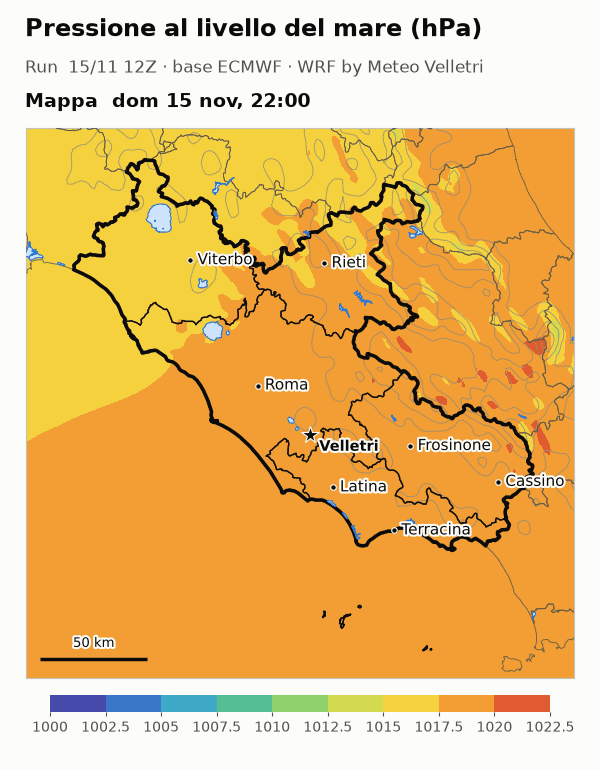 Pressione al livello del mare (hPa)
Run  15/11 12Z · base ECMWF · WRF by Meteo Velletri
Mappa  dom 15 nov, 22:00
Viterbo
Rieti
Roma
Velletri
Frosinone
Cassino
Latina
Terracina
50 km
1000 1002.5 1005 1007.5 1010 1012.5 1015 1017.5 1020 1022.5